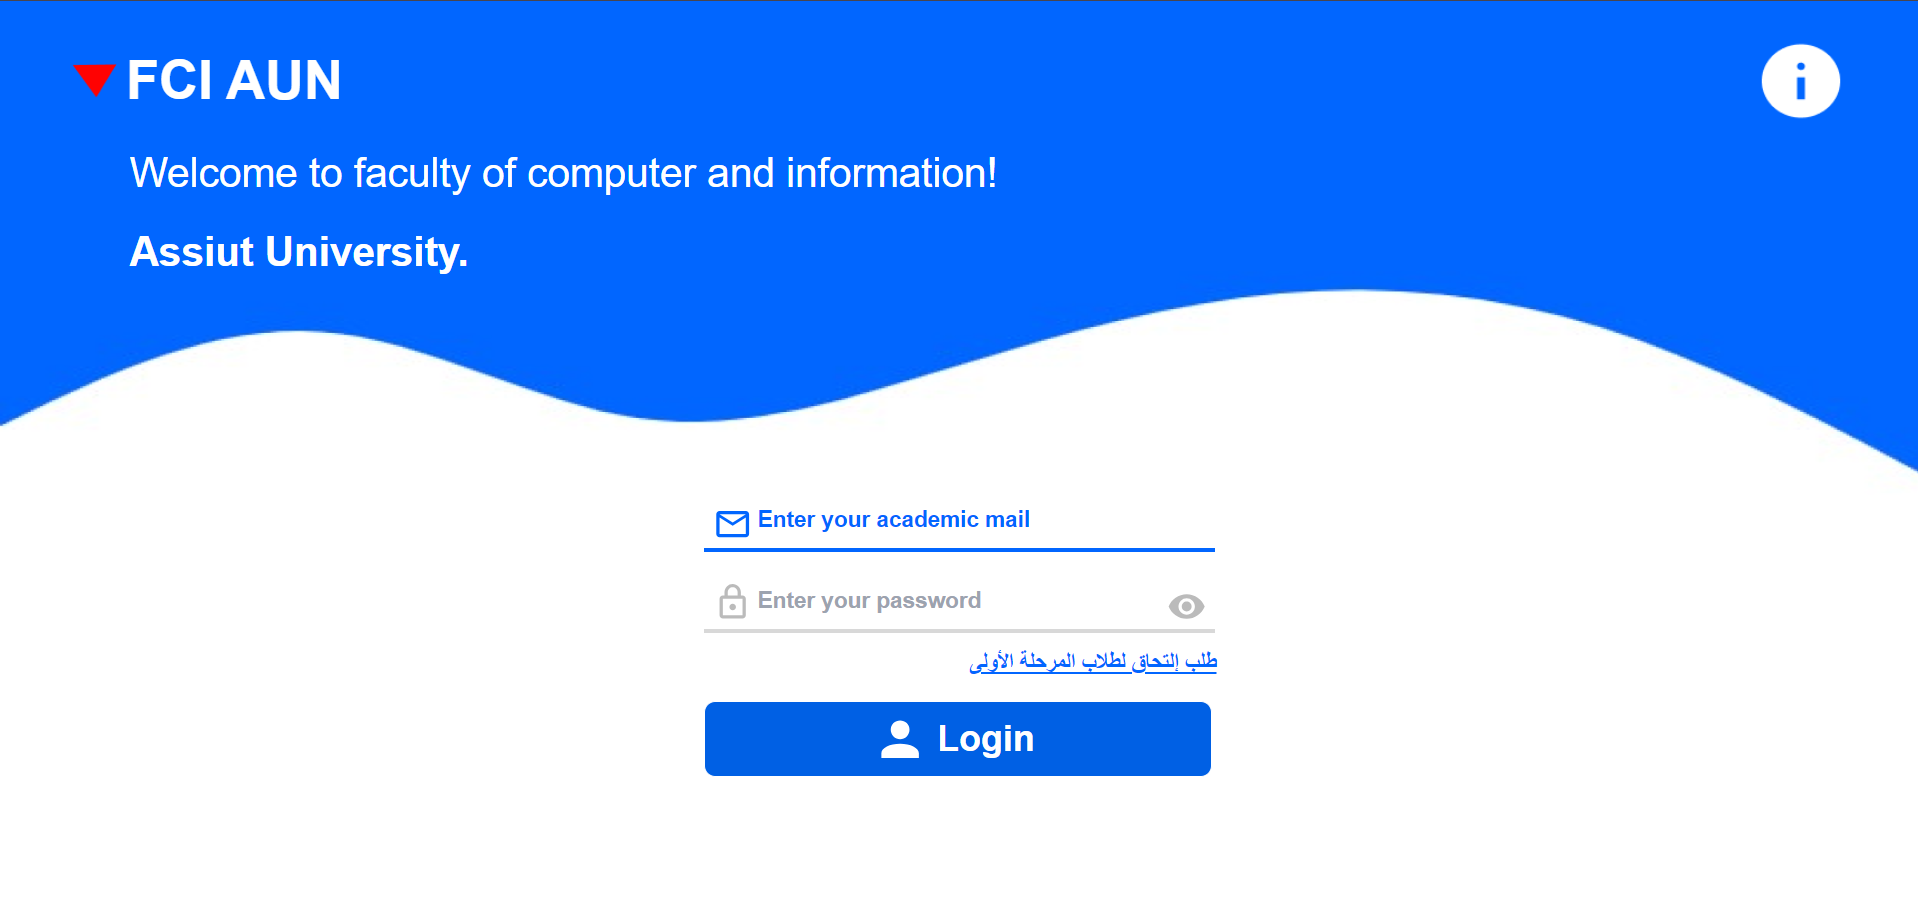 FCI AUN
Welcome to faculty of computer and information!
Assiut University.
Enter your academic mail
Enter your password
طلب إلتحاق لطلاب المرحلة الأولى
Login